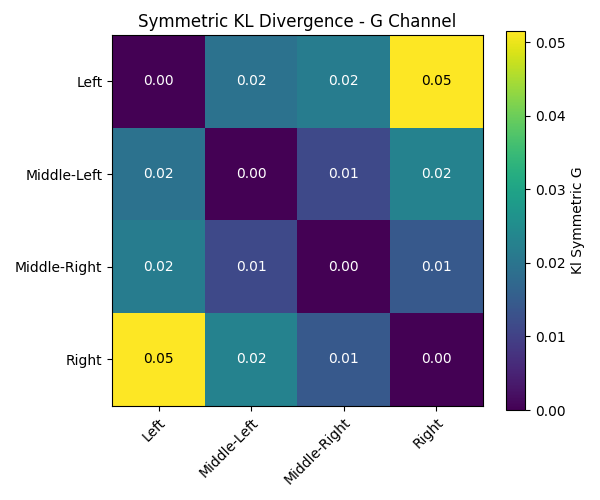 Symmetric KL Divergence - G Channel
Left
0.00 0.02 0.02 0.05
Middle-Left
0.02 0.00 0.01 0.02
Middle-Right
0.02 0.01 0.00 0.01
Right
0.05 0.02 0.01 0.00
Left
Middle-Left
Middle-Right
Right
0.05
0.04
0.03
0.02
0.01
0.00
Kl Symmetric G